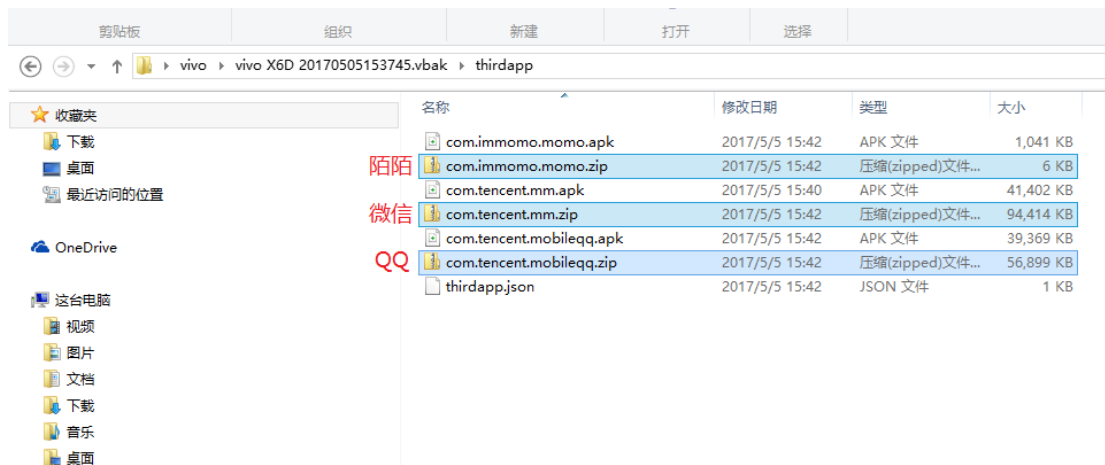 剪贴板 组织 新建 打开 选择
vivo vivo X6D 20170505153745.vbak thirdapp
收藏夹
下载
桌面
最近访问的位置
OneDrive
这台电脑
视频
图片
文档
下载
音乐
桌面
名称 修改日期 类型 大小
com.immomo.momo.apk 2017/5/5 15:42 APK 文件 1,041 KB
陌陌 com.immomo.momo.zip 2017/5/5 15:42 压缩(zipped)文件... 6 KB
com.tencent.mm.apk 2017/5/5 15:40 APK 文件 41,402 KB
微信 com.tencent.mm.zip 2017/5/5 15:42 压缩(zipped)文件... 94,414 KB
com.tencent.mobileqq.apk 2017/5/5 15:42 APK 文件 39,369 KB
QQ com.tencent.mobileqq.zip 2017/5/5 15:42 压缩(zipped)文件... 56,899 KB
thirdapp.json 2017/5/5 15:42 JSON 文件 1 KB